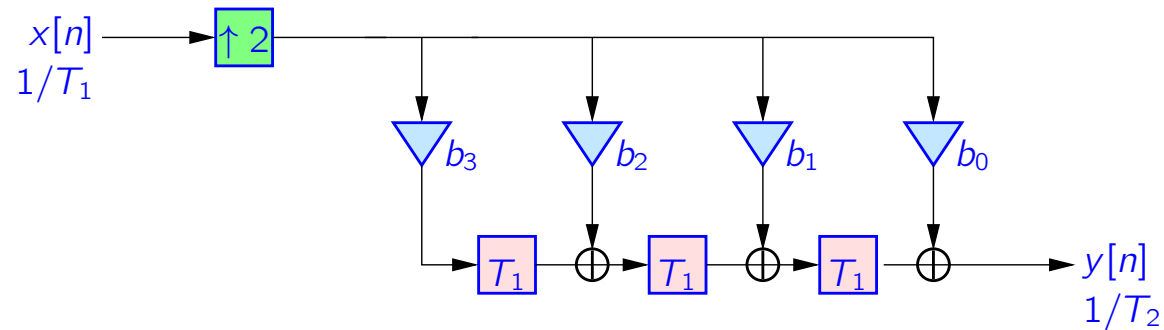 x[n]
1/T₁
↑ 2
b₃
b₂
b₁
b₀
T₁
T₁
T₁
y[n]
1/T₂